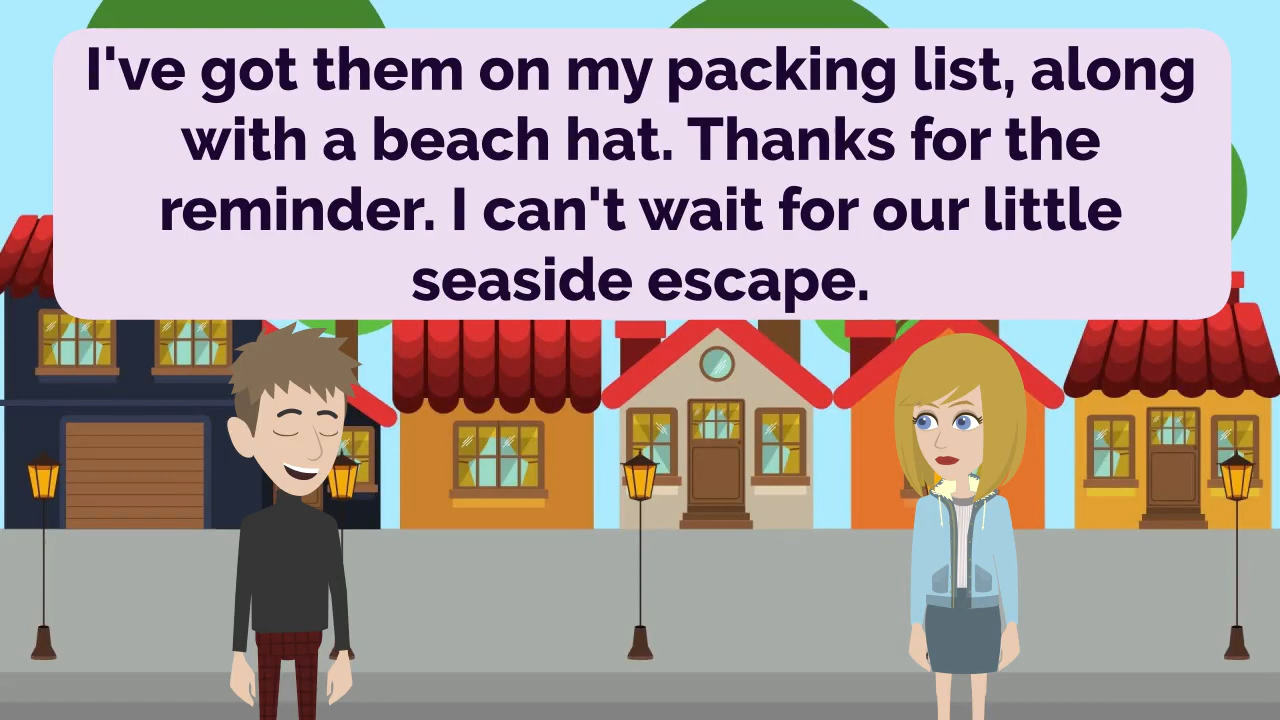 I've got them on my packing list, along
with a beach hat. Thanks for the
reminder. I can't wait for our little
seaside escape.